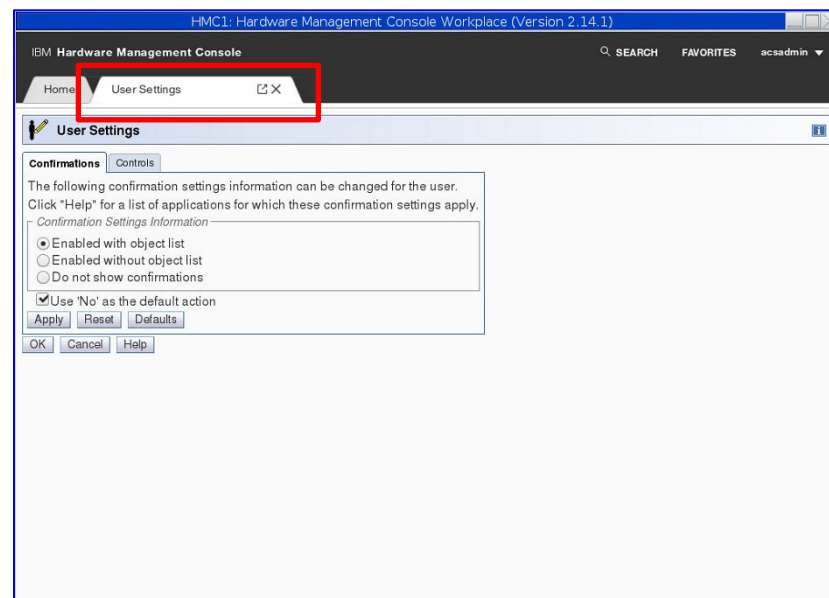 HMC1: Hardware Management Console Workplace (Version 2.14.1)
IBM Hardware Management Console
SEARCH FAVORITES acsadmin
Home User Settings
User Settings
Confirmations Controls
The following confirmation settings information can be changed for the user.
Click "Help" for a list of applications for which these confirmation settings apply.
Confirmation Settings Information
Enabled with object list
Enabled without object list
Do not show confirmations
Use 'No' as the default action
Apply Reset Defaults
OK Cancel Help